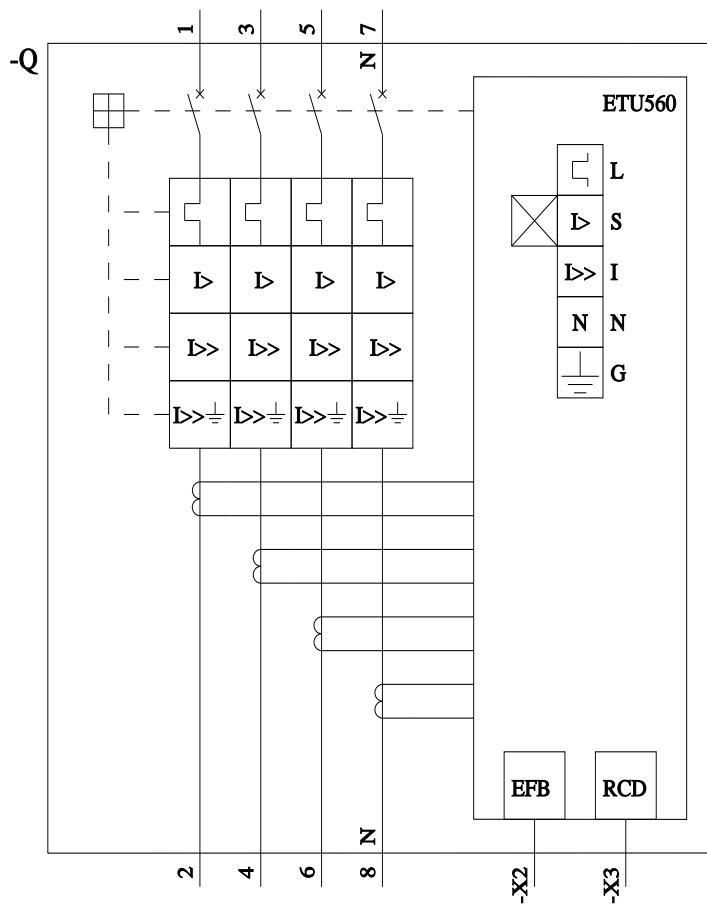 1 3 5 7
-Q
N
ETU560
L
S
I>
I>>
I
N
N
G
I> I> I> I>
I>> I>> I>> I>>
I>> I>> I>> I>>
EFB
RCD
N
2 4 6 8
-X2
-X3